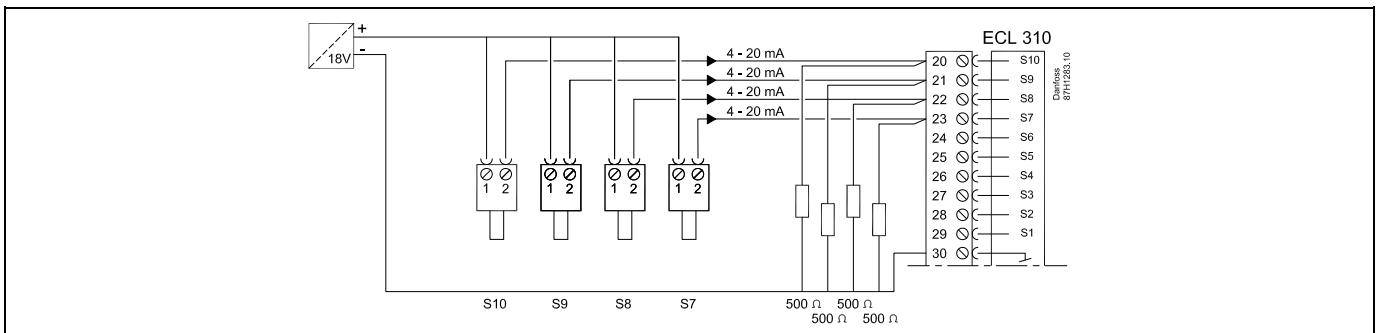 +
-
18V
ECL 310
4 - 20 mA
4 - 20 mA
4 - 20 mA
4 - 20 mA
20 S10
21 S9
22 S8
23 S7
24 S6
25 S5
26 S4
27 S3
28 S2
29 S1
30
Danfoss
87H1283.10
1 2
1 2
1 2
1 2
S10 S9 S8 S7
500 Ω 500 Ω
500 Ω 500 Ω